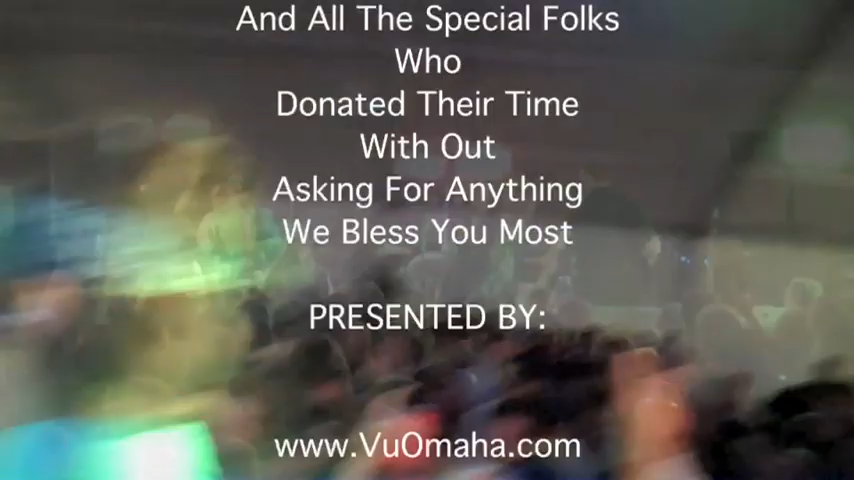 And All The Special Folks
Who
Donated Their Time
With Out
Asking For Anything
We Bless You Most
PRESENTED BY:
www.VuOmaha.com